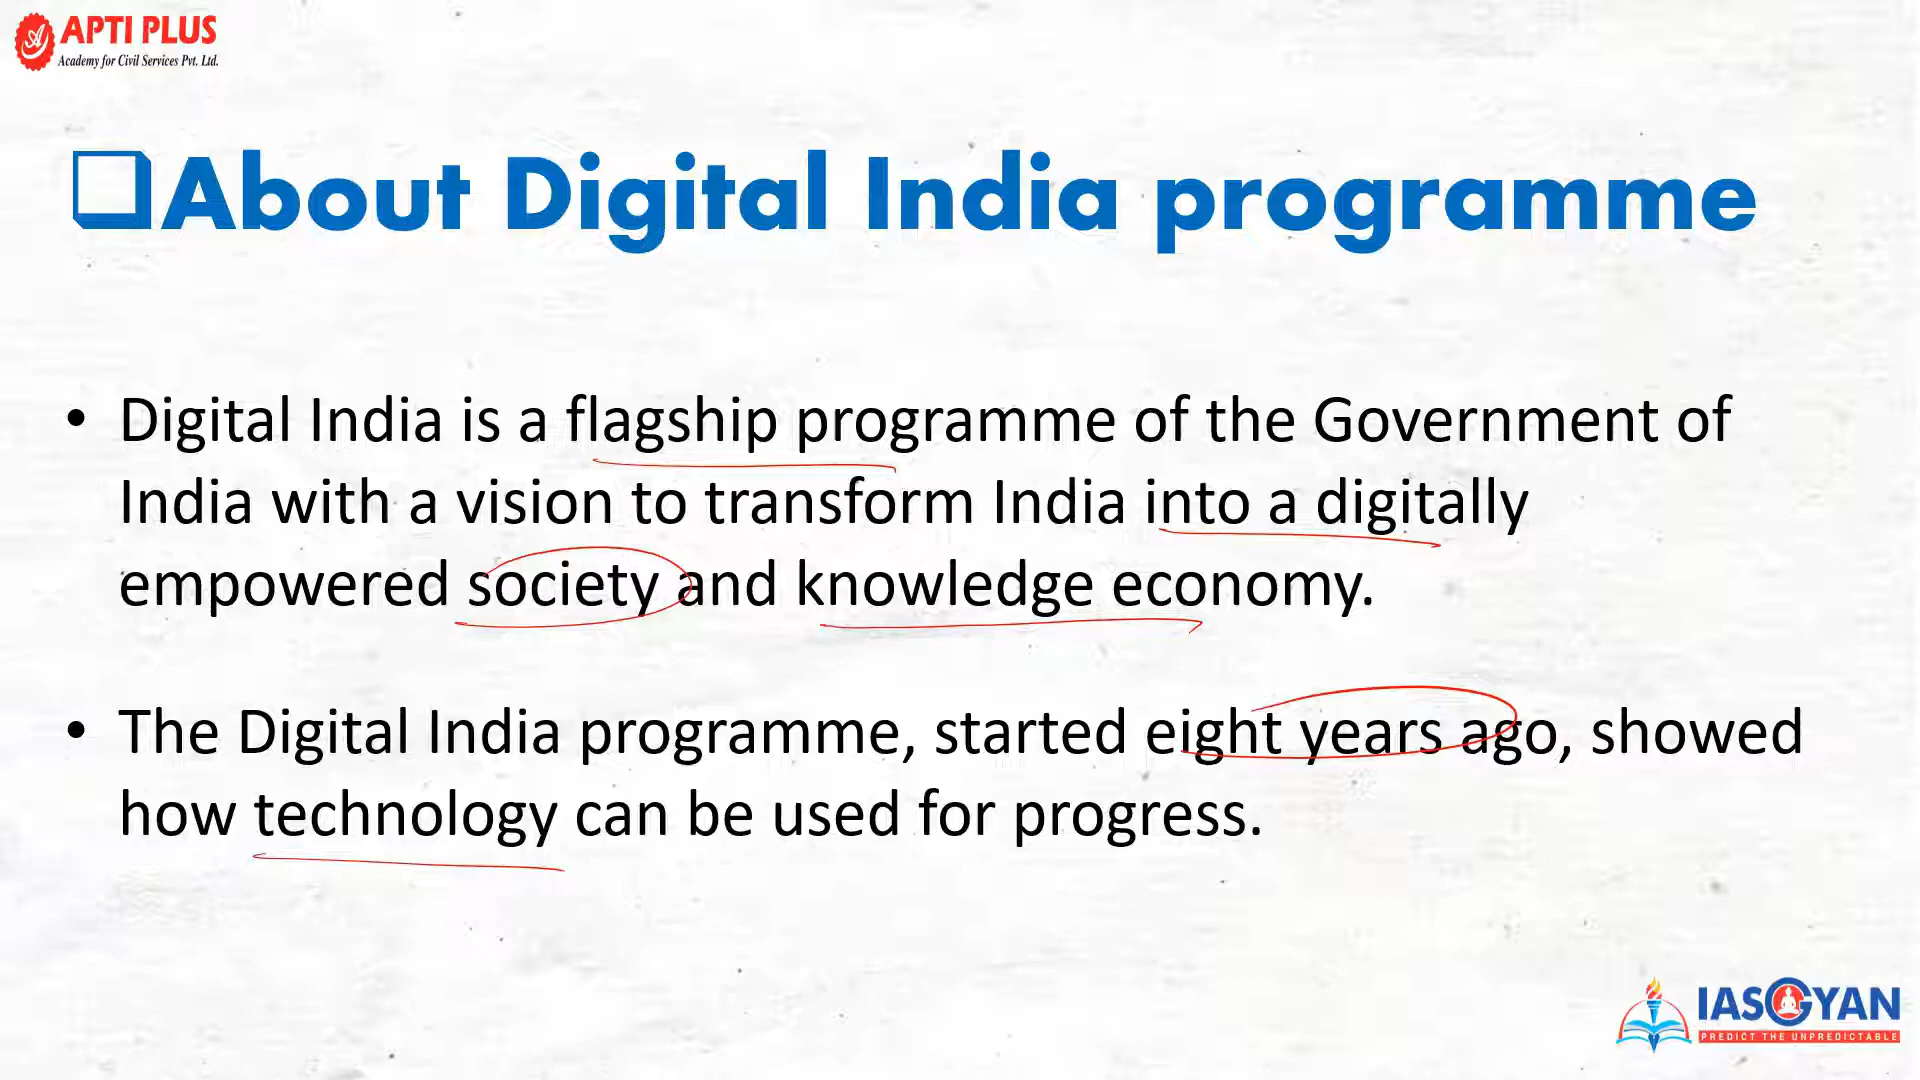 APTI PLUS
Academy for Civil Services Pvt. Ltd.
About Digital India programme
• Digital India is a flagship programme of the Government of
India with a vision to transform India into a digitally
empowered society and knowledge economy.
• The Digital India programme, started eight years ago, showed
how technology can be used for progress.
IASGYAN
PREDICT THE UNPREDICTABLE